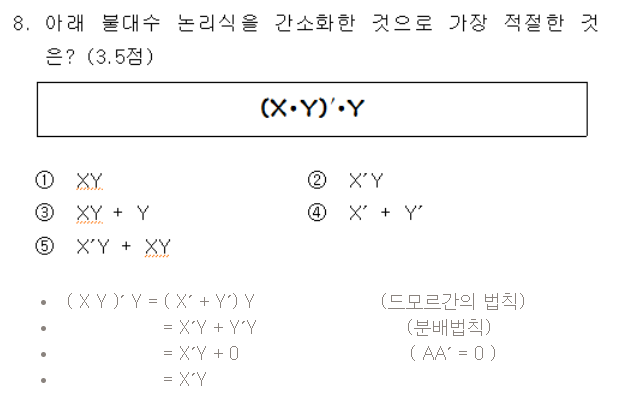 8. 아래 불대수 논리식을 간소화한 것으로 가장 적절한 것
은? (3.5점)
(X·Y)′·Y
① XY ② X′Y
③ XY + Y ④ X′ + Y′
⑤ X′Y + XY
• ( X Y )′ Y = ( X′ + Y′) Y (드모르간의 법칙)
• = X′Y + Y′Y (분배법칙)
• = X′Y + 0 ( AA′ = 0 )
• = X′Y